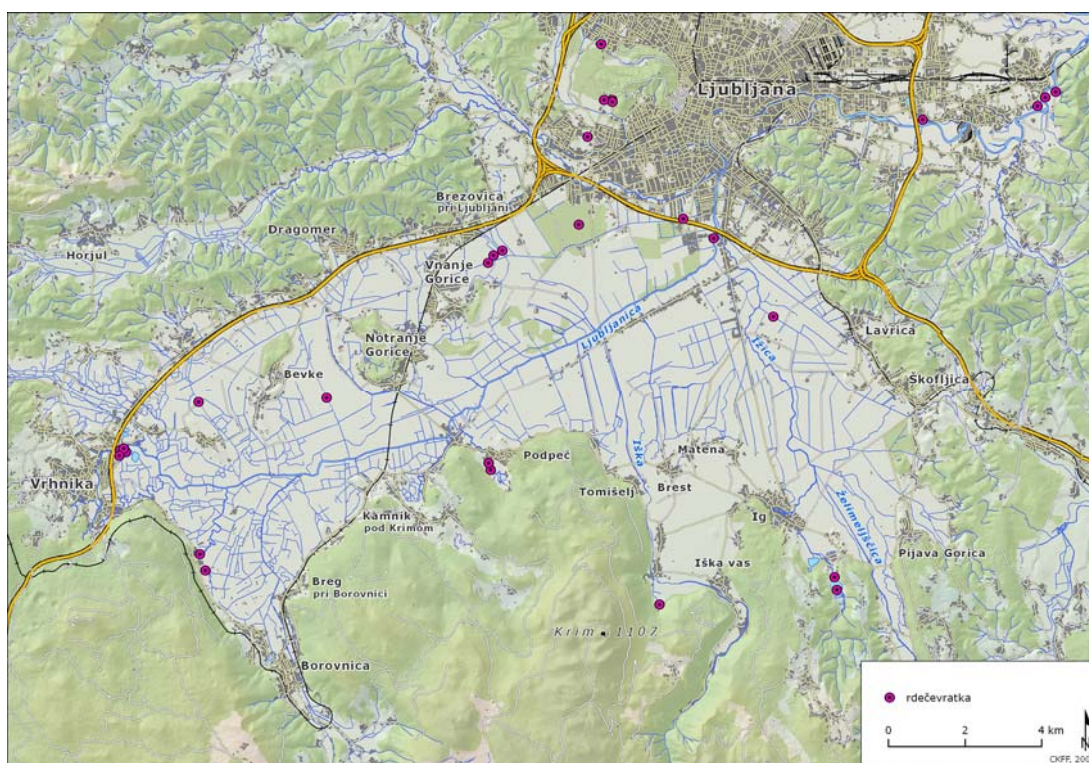 Ljubljana
Brezovica
pri Ljubljani
Dragomer
Horjul
Vnanje
Gorice
Ljubljanica
Notranje
Gorice
Ižica
Lavrica
Bevke
Škofljica
Vrhnika
Podpeč
Iška
Matena
Tomišelj
Brest
Kamnik
pod Krimom
Ig
Želimeljščica
Pijava Gorica
Iška vas
Breg
pri Borovnici
Krim 1107
Borovnica
rdečevratka
0 2 4 km
N
CKFF,